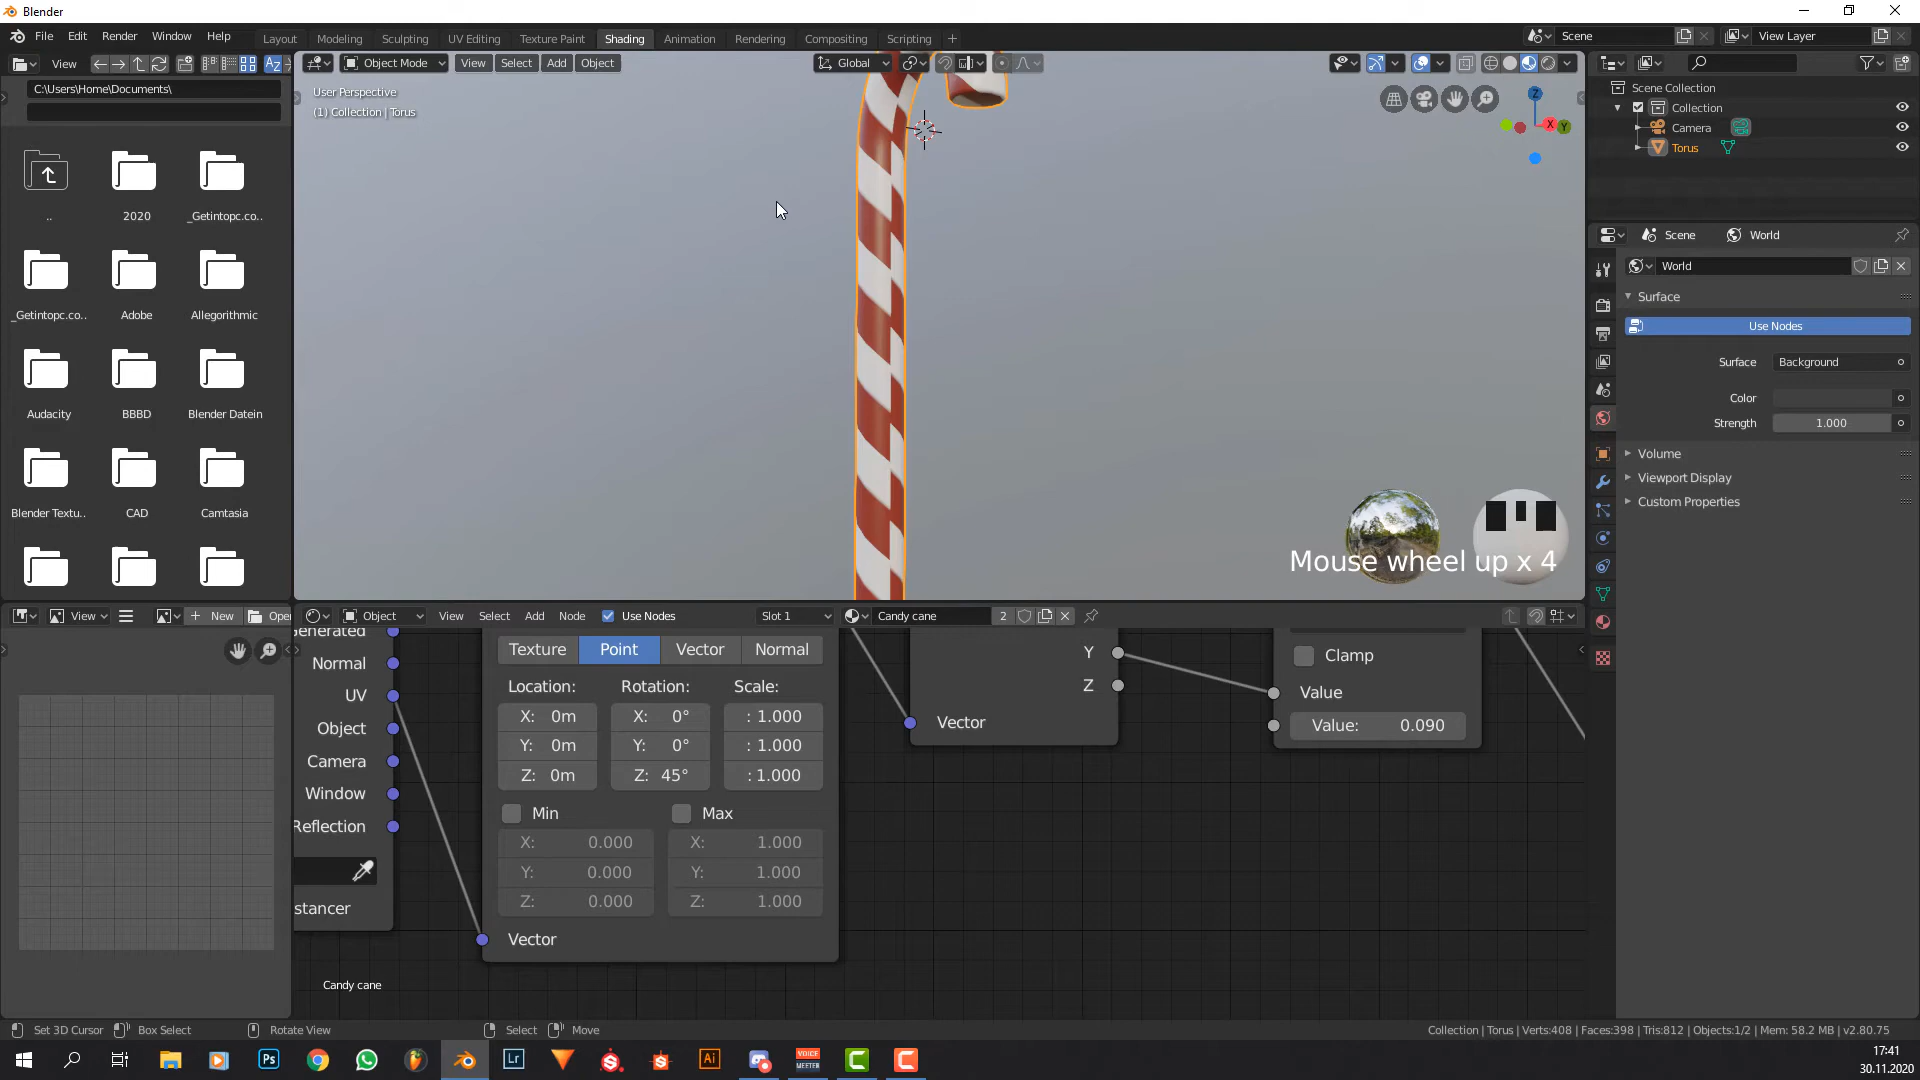 Blender
File Edit Render Window Help
Layout Modeling Sculpting UV Editing Texture Paint Shading Animation Rendering Compositing Scripting
Scene
View Layer
View
Object Mode View Select Add Object
Global
C:\Users\Home\Documents\
User Perspective
(1) Collection | Torus
Scene Collection
Collection
Camera
Torus
..
2020
_Getintopc.co..
_Getintopc.co..
Adobe
Allegorithmic
Audacity
BBBD
Blender Datein
Blender Textu..
CAD
Camtasia
Scene
World
World
Surface
Use Nodes
Surface
Background
Color
Strength
1.000
Volume
Viewport Display
Custom Properties
Mouse wheel up x 4
View
New
Open
Object View Select Add Node Use Nodes
Slot 1
Candy cane
2
Generated
Normal
UV
Object
Camera
Window
Reflection
stancer
Texture Point Vector Normal
Location: Rotation: Scale:
X: 0m X: 0° : 1.000
Y: 0m Y: 0° : 1.000
Z: 0m Z: 45° : 1.000
Min Max
X: 0.000 X: 1.000
Y: 0.000 Y: 1.000
Z: 0.000 Z: 1.000
Vector
Y
Z
Vector
Clamp
Value
Value: 0.090
Candy cane
Set 3D Cursor Box Select Rotate View Select Move
Collection | Torus | Verts:408 | Faces:398 | Tris:812 | Objects:1/2 | Mem: 58.2 MB | v2.80.75
Ps
Lr
Ai
VOICE
MEETER
17:41
30.11.2020